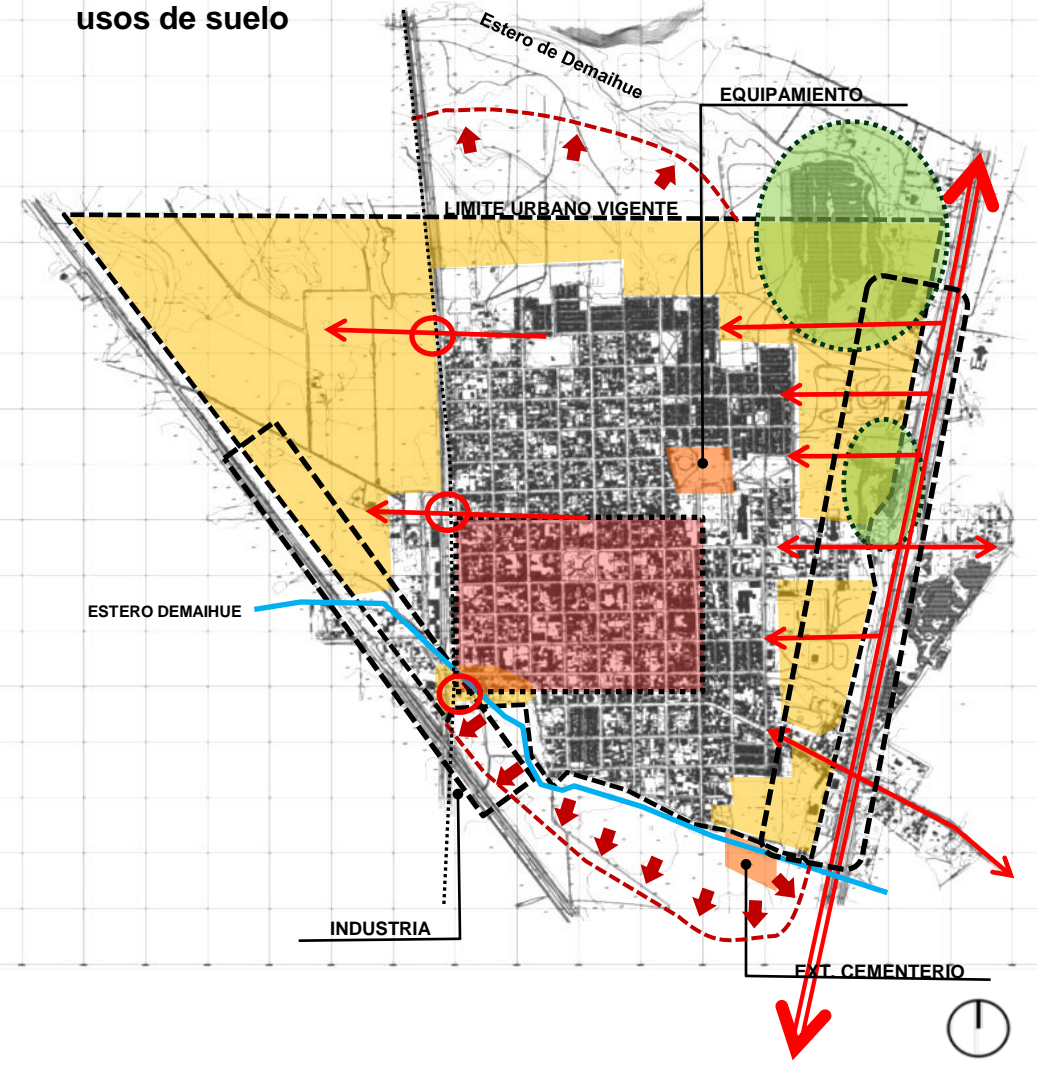 usos de suelo
Estero de Demaihue
EQUIPAMIENTO
LIMITE URBANO VIGENTE
ESTERO DEMAIHUE
INDUSTRIA
EXT. CEMENTERIO